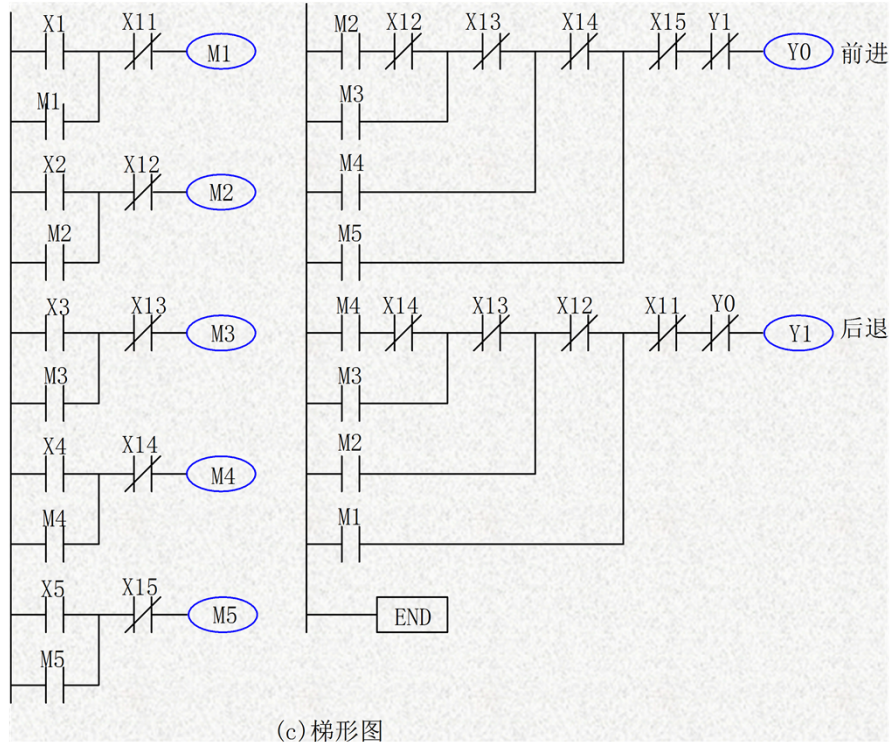 X1 X11 M1
M1
X2 X12 M2
M2
X3 X13 M3
M3
X4 X14 M4
M4
X5 X15 M5
M5
M2 X12 X13 X14 X15 Y1 Y0 前进
M3
M4
M5
M4 X14 X13 X12 X11 Y0 Y1 后退
M3
M2
M1
END
(c)梯形图